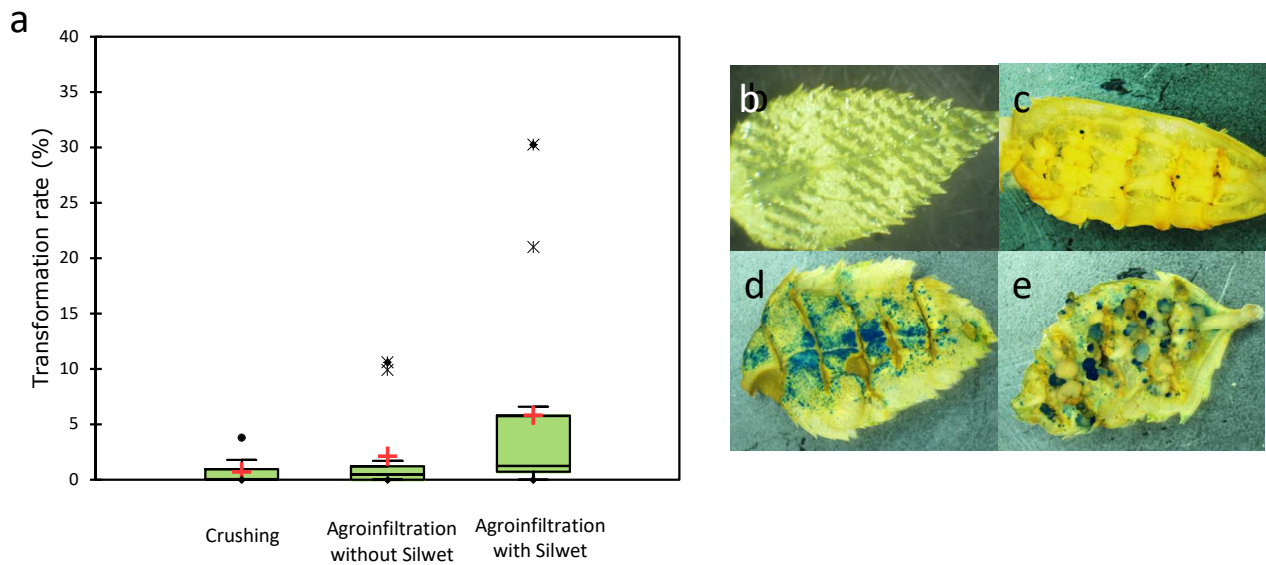 a
40
35
30
25
20
15
10
5
0
Transformation rate (%)
Crushing
Agroinfiltration
without Silwet
Agroinfiltration
with Silwet
b
c
d
e